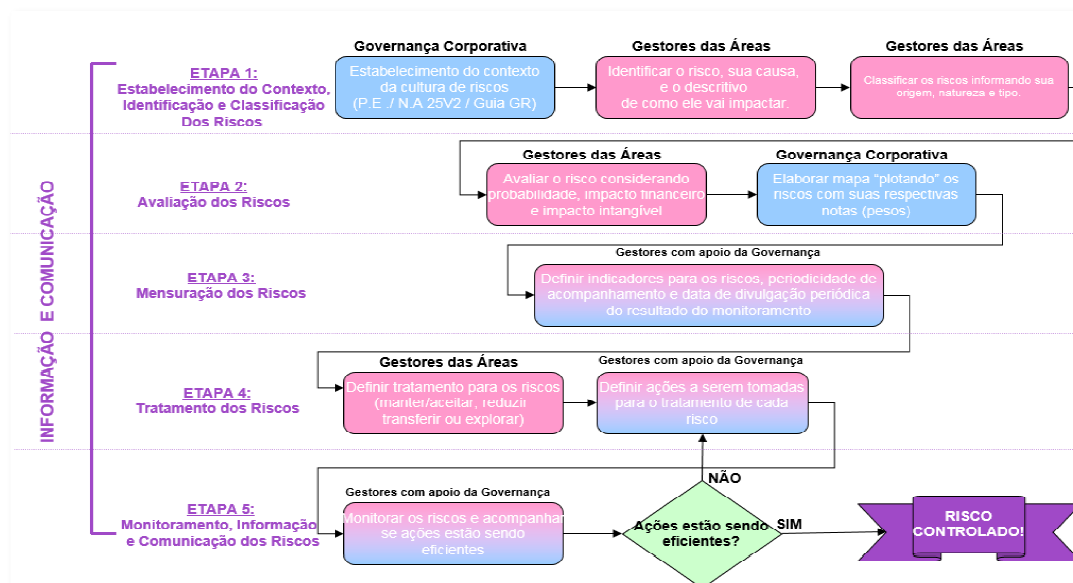 INFORMAÇÃO E COMUNICAÇÃO
ETAPA 1:
Estabelecimento do Contexto,
Identificação e Classificação
Dos Riscos
Governança Corporativa
Estabelecimento do contexto
da cultura de riscos
(P.E ./ N.A 25V2 / Guia GR)
Gestores das Áreas
Identificar o risco, sua causa,
e o descritivo
de como ele vai impactar.
Gestores das Áreas
Classificar os riscos informando sua
origem, natureza e tipo.
ETAPA 2:
Avaliação dos Riscos
Gestores das Áreas
Avaliar o risco considerando
probabilidade, impacto financeiro
e impacto intangível
Governança Corporativa
Elaborar mapa “plotando” os
riscos com suas respectivas
notas (pesos)
ETAPA 3:
Mensuração dos Riscos
Gestores com apoio da Governança
Definir indicadores para os riscos, periodicidade de
acompanhamento e data de divulgação periódica
do resultado do monitoramento
ETAPA 4:
Tratamento dos Riscos
Gestores das Áreas
Definir tratamento para os riscos
(manter/aceitar, reduzir
transferir ou explorar)
Gestores com apoio da Governança
Definir ações a serem tomadas
para o tratamento de cada
risco
ETAPA 5:
Monitoramento, Informação
e Comunicação dos Riscos
Gestores com apoio da Governança
Monitorar os riscos e acompanhar
se ações estão sendo
eficientes
NÃO
Ações estão sendo
eficientes?
SIM
RISCO
CONTROLADO!